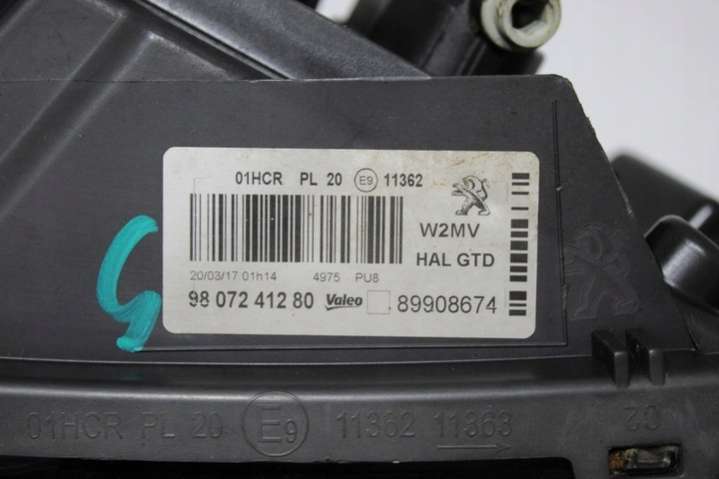 01HCR PL 20 E9 11362
W2MV
HAL GTD
20/03/17 01h14 4975 PU8
98 072 412 80 Valeo 89908674
01HCR PL 20 E9 11362 11363